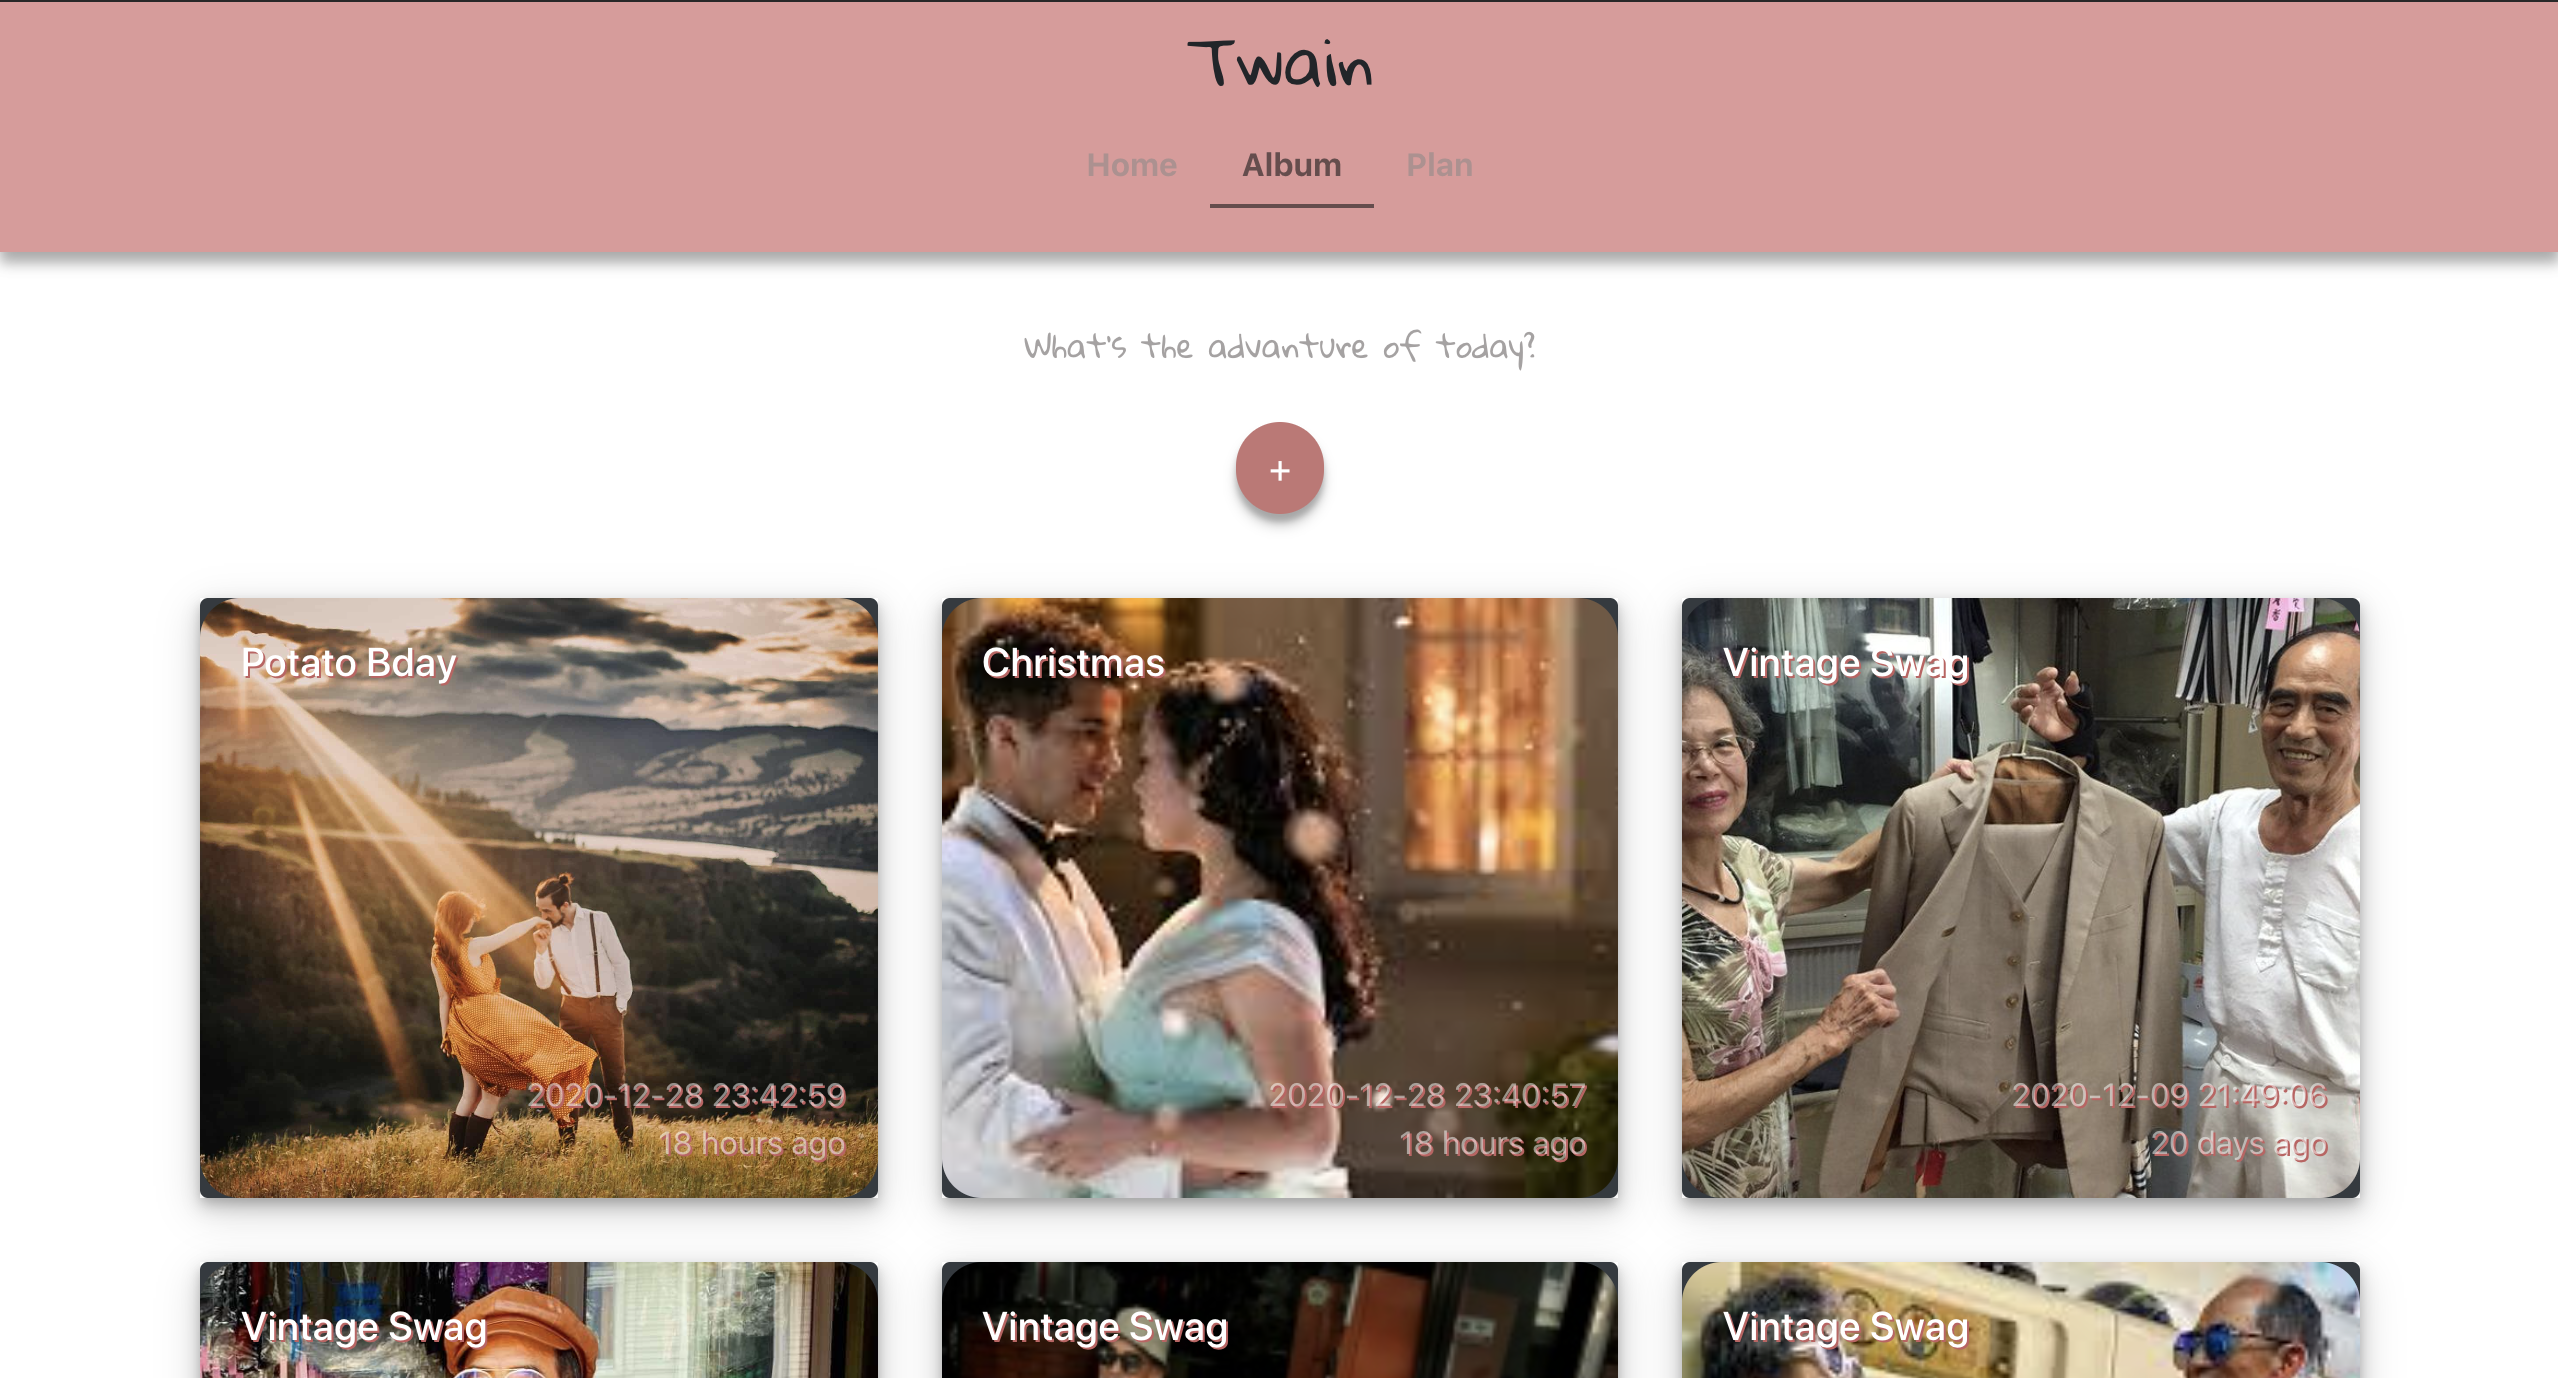 Twain
Home Album Plan
What's the advanture of today?
+
Potato Bday
2020-12-28 23:42:59
18 hours ago
Christmas
2020-12-28 23:40:57
18 hours ago
Vintage Swag
2020-12-09 21:49:06
20 days ago
Vintage Swag
Vintage Swag
Vintage Swag